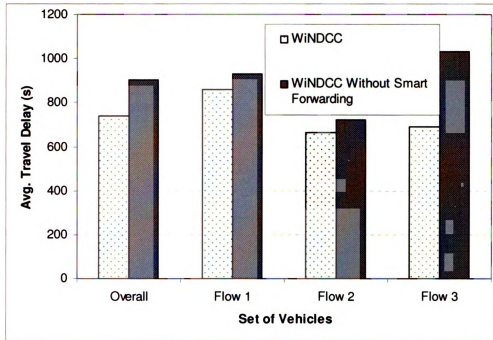 1200
1000
800
600
400
200
0
Avg. Travel Delay (s)
WiNDCC
WiNDCC Without Smart
Forwarding
Overall Flow 1 Flow 2 Flow 3
Set of Vehicles